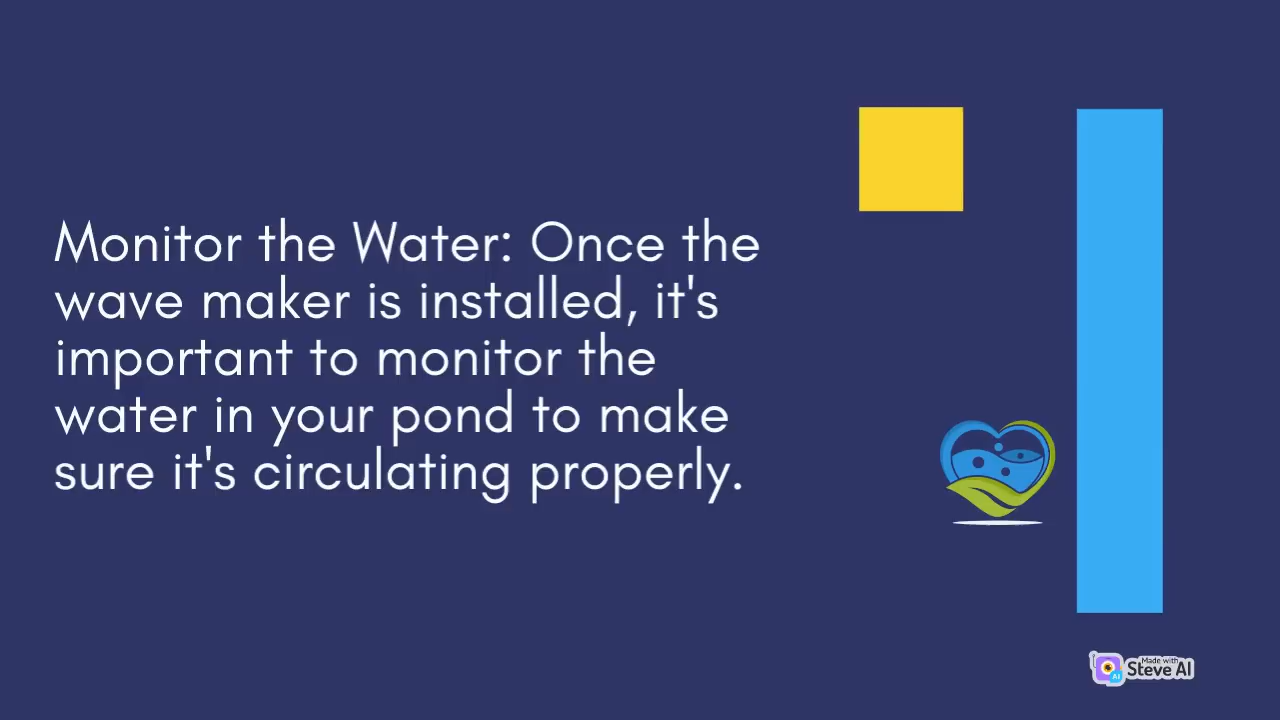 Monitor the Water: Once the
wave maker is installed, it's
important to monitor the
water in your pond to make
sure it's circulating properly.
Made with
Steve AI
AI